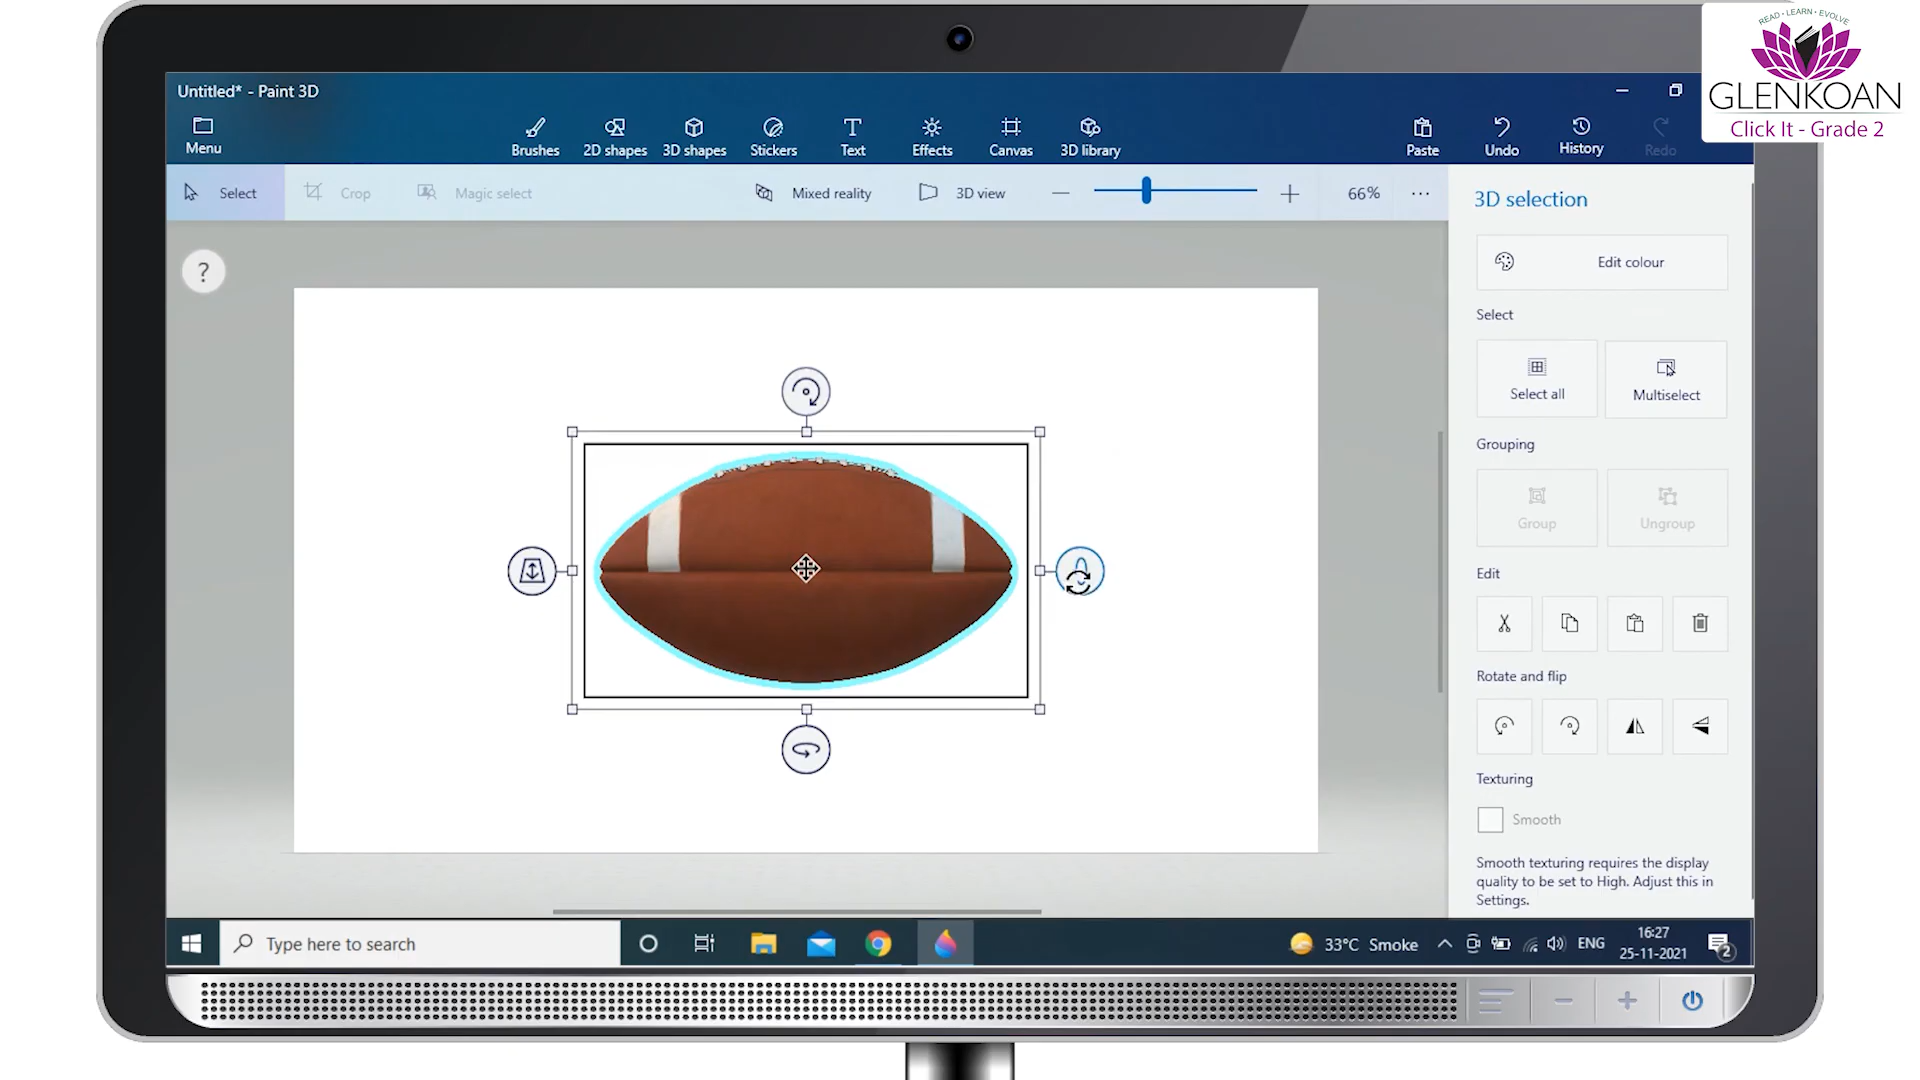 READ • LEARN • EVOLVE
GLENKOAN
Click It - Grade 2
Untitled* - Paint 3D
Menu
Brushes
2D shapes
3D shapes
Stickers
Text
Effects
Canvas
3D library
Paste
Undo
History
Redo
Select
Crop
Magic select
Mixed reality
3D view
66%
3D selection
Edit colour
Select
Select all
Multiselect
Grouping
Group
Ungroup
Edit
Rotate and flip
Texturing
Smooth
Smooth texturing requires the display
quality to be set to High. Adjust this in
Settings.
?
Type here to search
33°C Smoke
ENG
16:27
25-11-2021
2